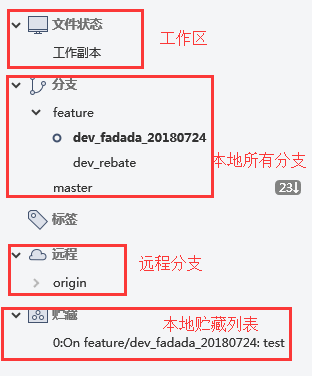 文件状态
工作区
工作副本
分支
feature
dev_fadada_20180724
dev_rebate
本地所有分支
master
23↓
标签
远程
远程分支
origin
贮藏
本地贮藏列表
0:On feature/dev_fadada_20180724: test